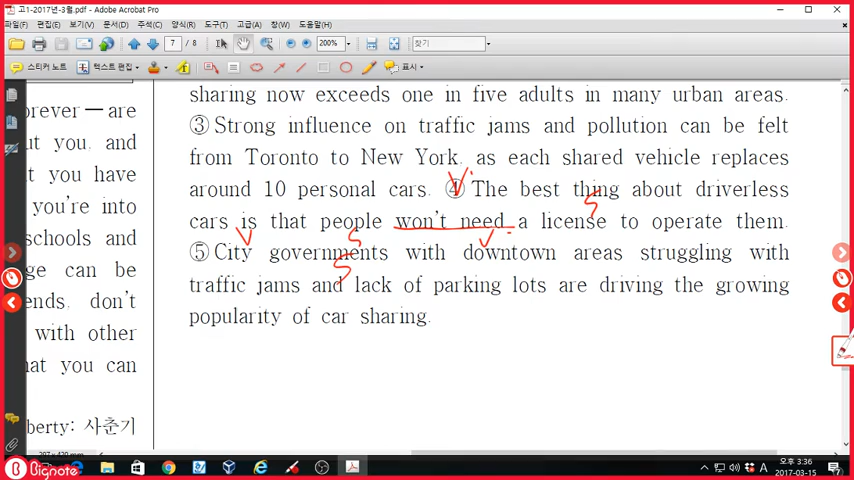 고1-2017년-3월.pdf - Adobe Acrobat Pro
파일(F) 편집(E) 보기(V) 문서(D) 주석(C) 양식(R) 도구(T) 고급(A) 창(W) 도움말(H)
7 / 8 200% 찾기
스티커 노트 텍스트 편집 표시
orever—are
ut you, and
t you have
you're into
schools and
ge can be
ends, don't
with other
hat you can
berty: 사춘기
sharing now exceeds one in five adults in many urban areas.
③ Strong influence on traffic jams and pollution can be felt
from Toronto to New York, as each shared vehicle replaces
around 10 personal cars. ④ The best thing about driverless
cars is that people won't need a license to operate them.
⑤ City governments with downtown areas struggling with
traffic jams and lack of parking lots are driving the growing
popularity of car sharing.
V S V S V S
297 x 420 mm
Bignote
A 오후 3:36
2017-03-15